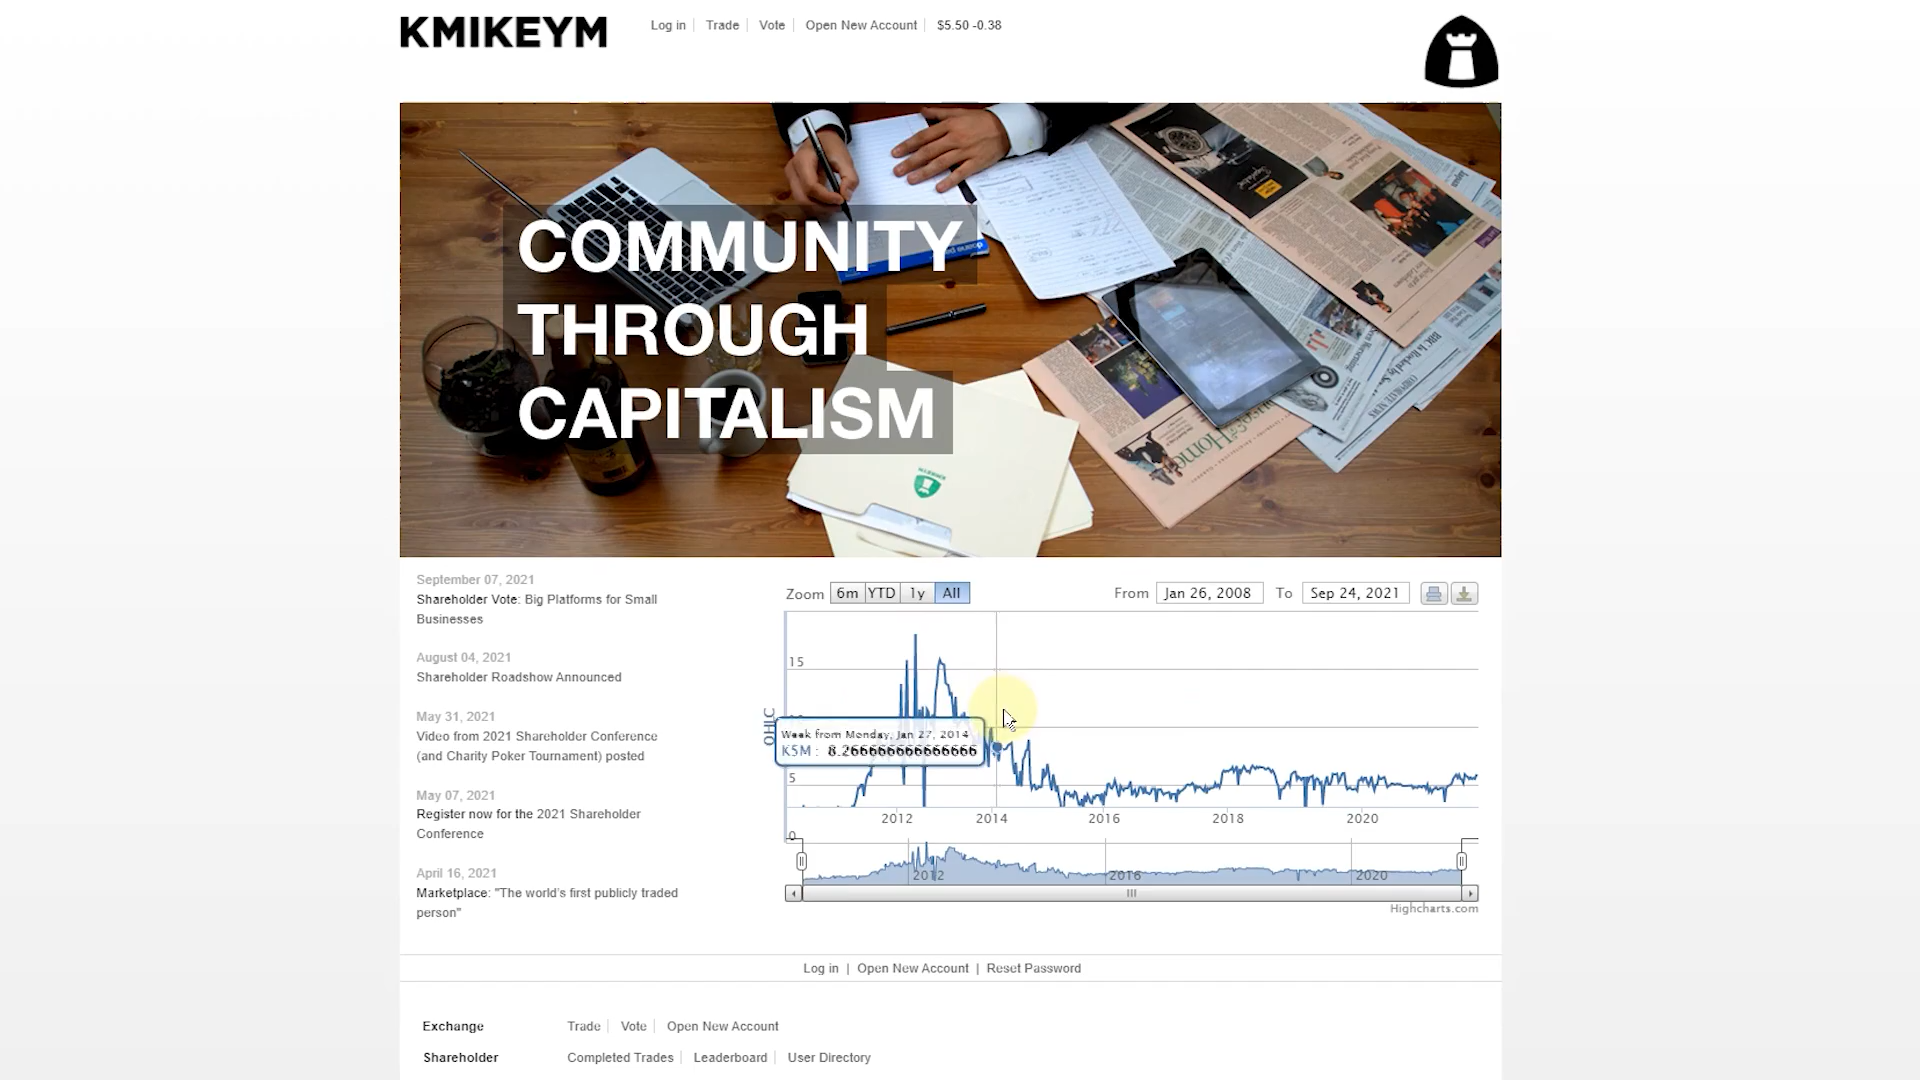 KMIKEYM
Log in Trade Vote Open New Account $5.50 -0.38
COMMUNITY
THROUGH
CAPITALISM
September 07, 2021
Shareholder Vote: Big Platforms for Small
Businesses
August 04, 2021
Shareholder Roadshow Announced
May 31, 2021
Video from 2021 Shareholder Conference
(and Charity Poker Tournament) posted
May 07, 2021
Register now for the 2021 Shareholder
Conference
April 16, 2021
Marketplace: "The world's first publicly traded
person"
Zoom 6m YTD 1y All From Jan 26, 2008 To Sep 24, 2021
15
OHLC
Week from Monday, Jan 27, 2014
K5M: 8.266666666666666
5
2012 2014 2016 2018 2020
0
2012 2016 2020
Highcharts.com
Log in | Open New Account | Reset Password
Exchange Trade Vote Open New Account
Shareholder Completed Trades Leaderboard User Directory